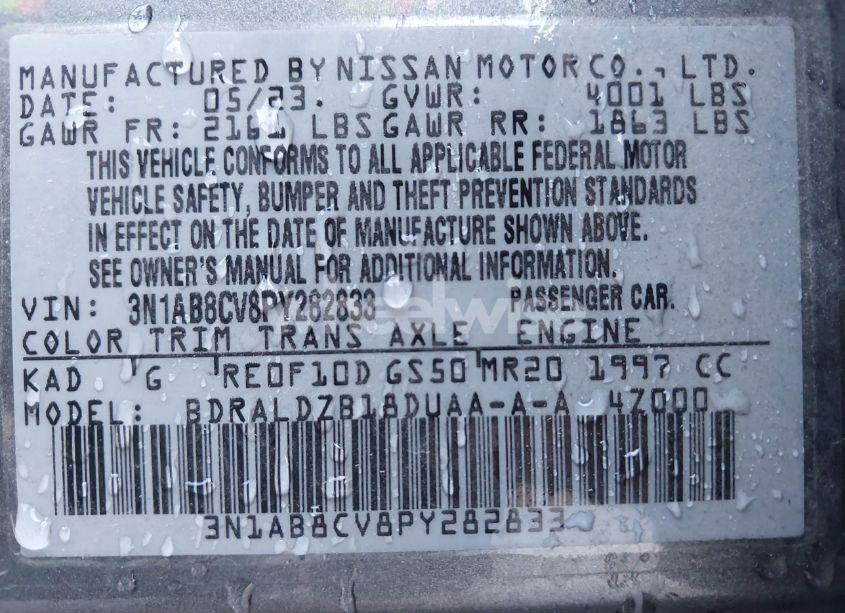 MANUFACTURED BY NISSAN MOTOR CO., LTD.
DATE: 05/23. GVWR: 4001 LBS
GAWR FR: 2161 LBS GAWR RR: 1863 LBS
THIS VEHICLE CONFORMS TO ALL APPLICABLE FEDERAL MOTOR
VEHICLE SAFETY, BUMPER AND THEFT PREVENTION STANDARDS
IN EFFECT ON THE DATE OF MANUFACTURE SHOWN ABOVE.
SEE OWNER'S MANUAL FOR ADDITIONAL INFORMATION.
VIN: 3N1AB8CV8PY282833 PASSENGER CAR.
COLOR TRIM TRANS AXLE ENGINE
KAD G RE0F10D GS50 MR20 1997 CC
MODEL: BDRALDZB18DUAA-A-A 4Z000
3N1AB8CV8PY282833